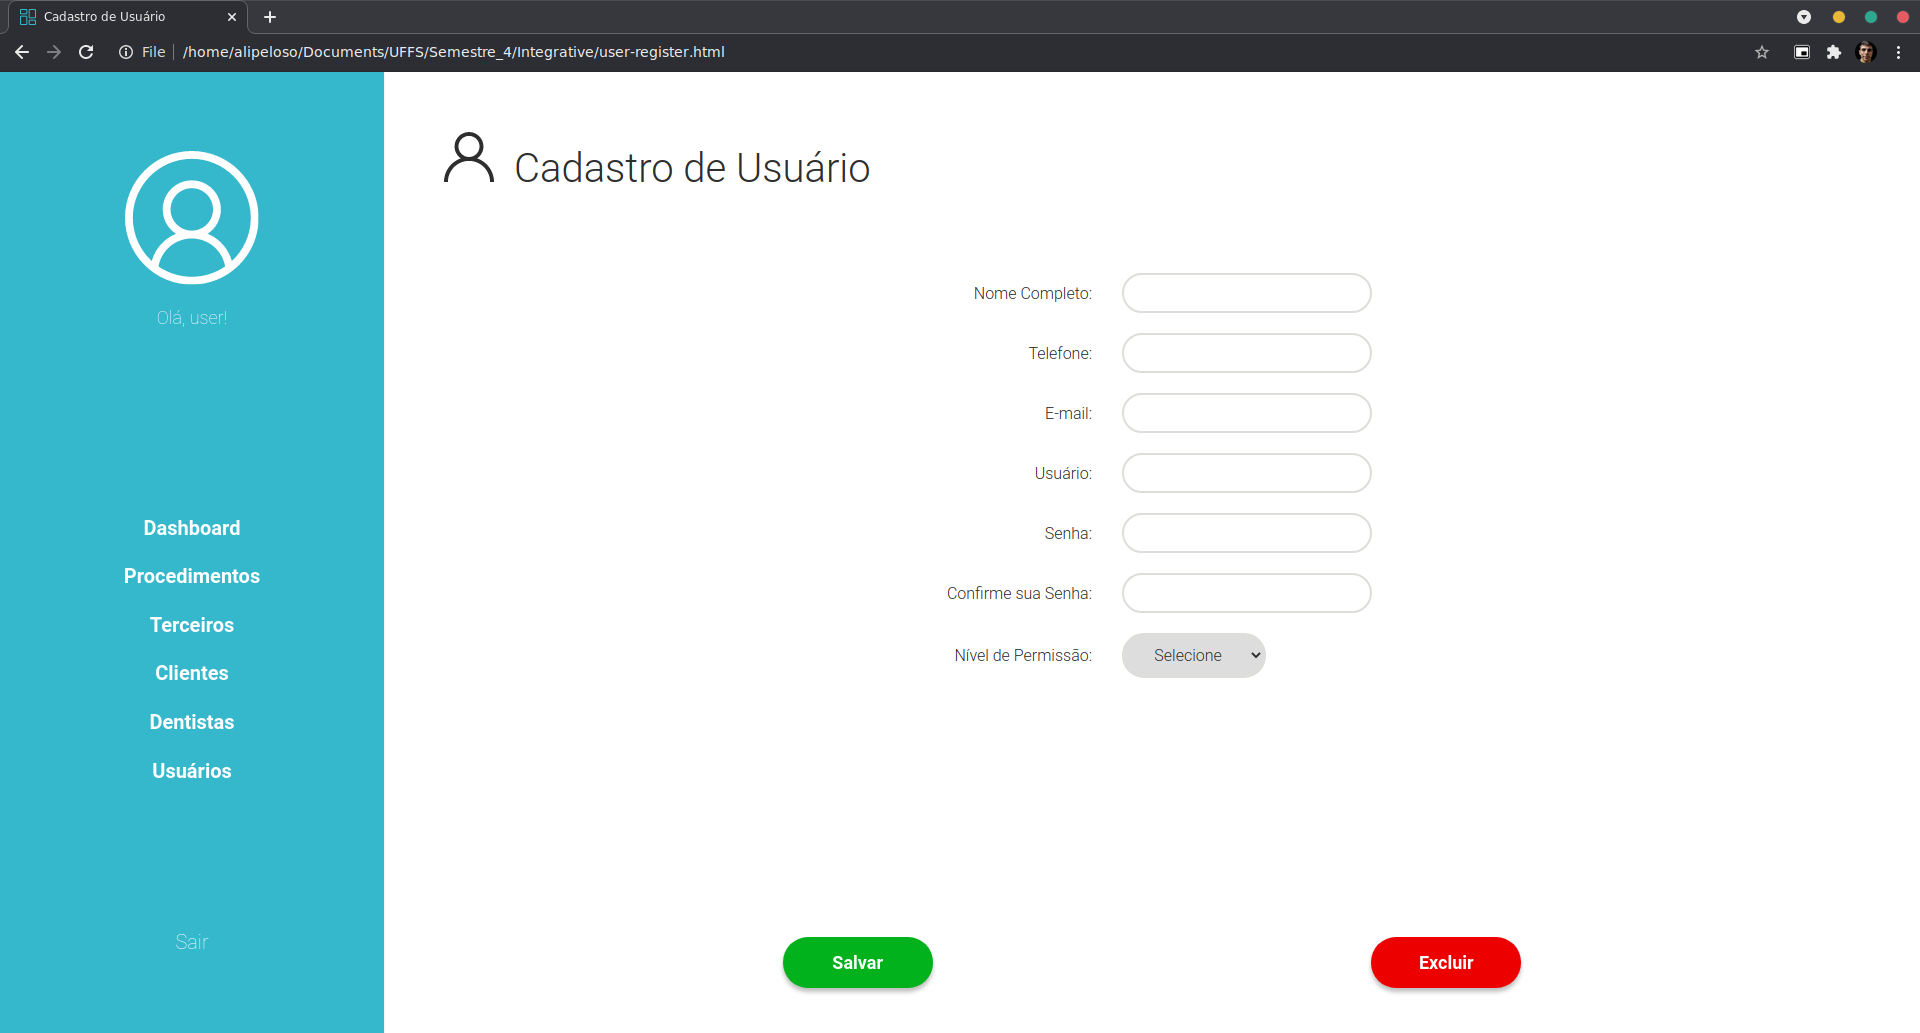 Cadastro de Usuário
File
/home/alipeloso/Documents/UFFS/Semestre_4/Integrative/user-register.html
Olá, user!
Dashboard
Procedimentos
Terceiros
Clientes
Dentistas
Usuários
Sair
Cadastro de Usuário
Nome Completo:
Telefone:
E-mail:
Usuário:
Senha:
Confirme sua Senha:
Nível de Permissão: Selecione
Salvar
Excluir